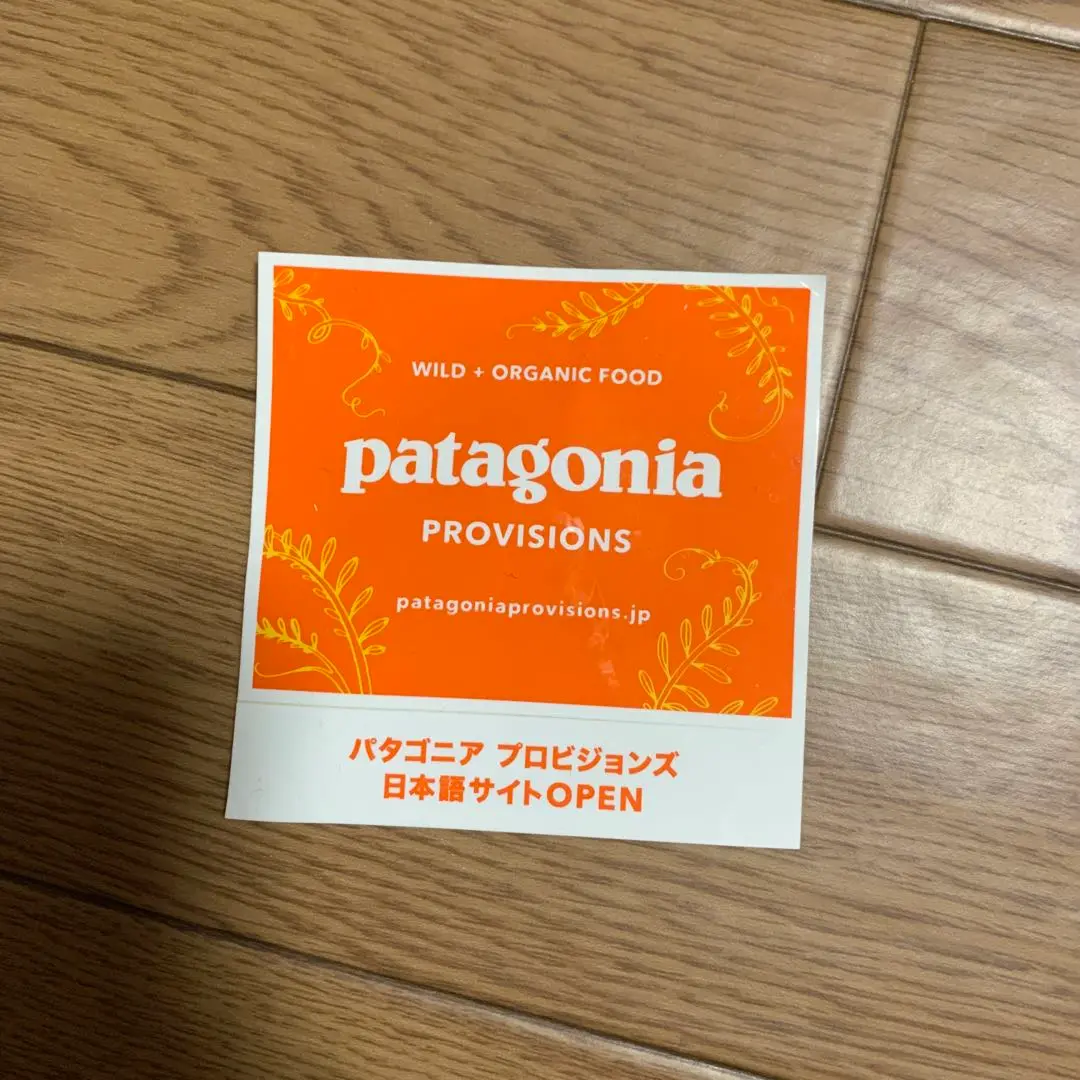 WILD + ORGANIC FOOD
patagonia
PROVISIONS
patagoniaprovisions.jp
パタゴニア プロビジョンズ
日本語サイトOPEN